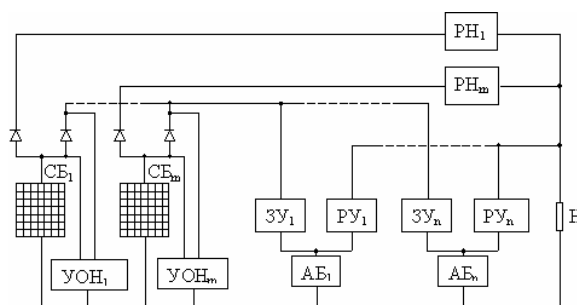 РН₁
РНₘ
СБ₁
СБₘ
ЗУ₁
РУ₁
ЗУₙ
РУₙ
Н
УОН₁
УОНₘ
АБ₁
АБₙ